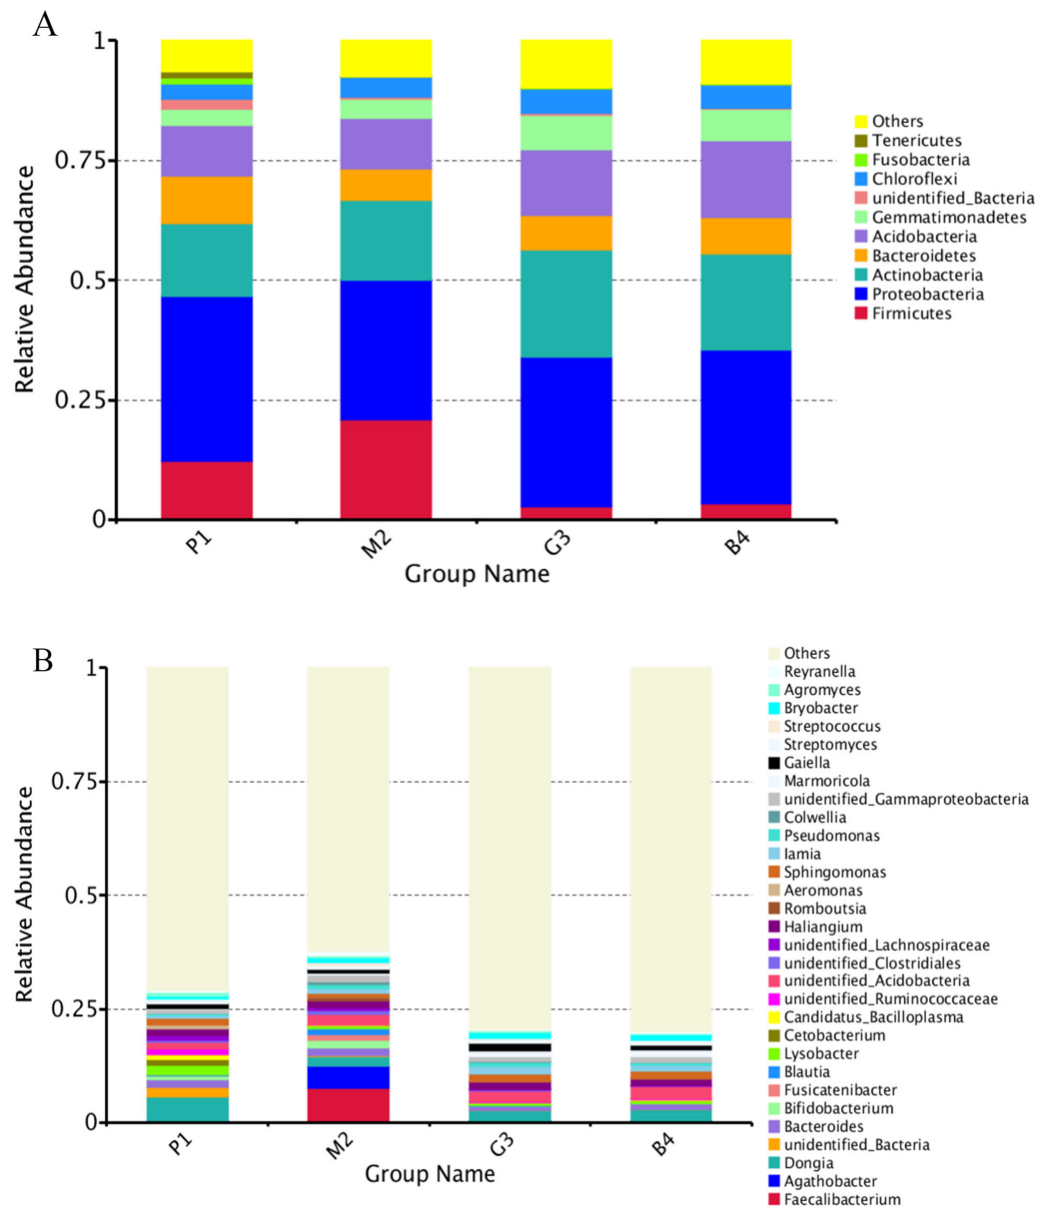 A
1
0.75
0.5
0.25
0
Relative Abundance
P1
M2
G3
B4
Group Name
Others
Tenericutes
Fusobacteria
Chloroflexi
unidentified_Bacteria
Gemmatimonadetes
Acidobacteria
Bacteroidetes
Actinobacteria
Proteobacteria
Firmicutes
B
1
0.75
0.5
0.25
0
Relative Abundance
P1
M2
G3
B4
Group Name
Others
Reyranella
Agromyces
Bryobacter
Streptococcus
Streptomyces
Gaiella
Marmoricola
unidentified_Gammaproteobacteria
Colwellia
Pseudomonas
Iamia
Sphingomonas
Aeromonas
Romboutsia
Haliangium
unidentified_Lachnospiraceae
unidentified_Clostridiales
unidentified_Acidobacteria
unidentified_Ruminococcaceae
Candidatus_Bacilloplasma
Cetobacterium
Lysobacter
Blautia
Fusicatenibacter
Bifidobacterium
Bacteroides
unidentified_Bacteria
Dongia
Agathobacter
Faecalibacterium